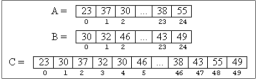 A = 23 37 30 ... 38 55
0 1 2 23 24
B = 30 32 46 ... 43 49
0 1 2 23 24
C = 23 30 37 32 30 46 ... 38 43 55 49
0 1 2 3 4 5 46 47 48 49